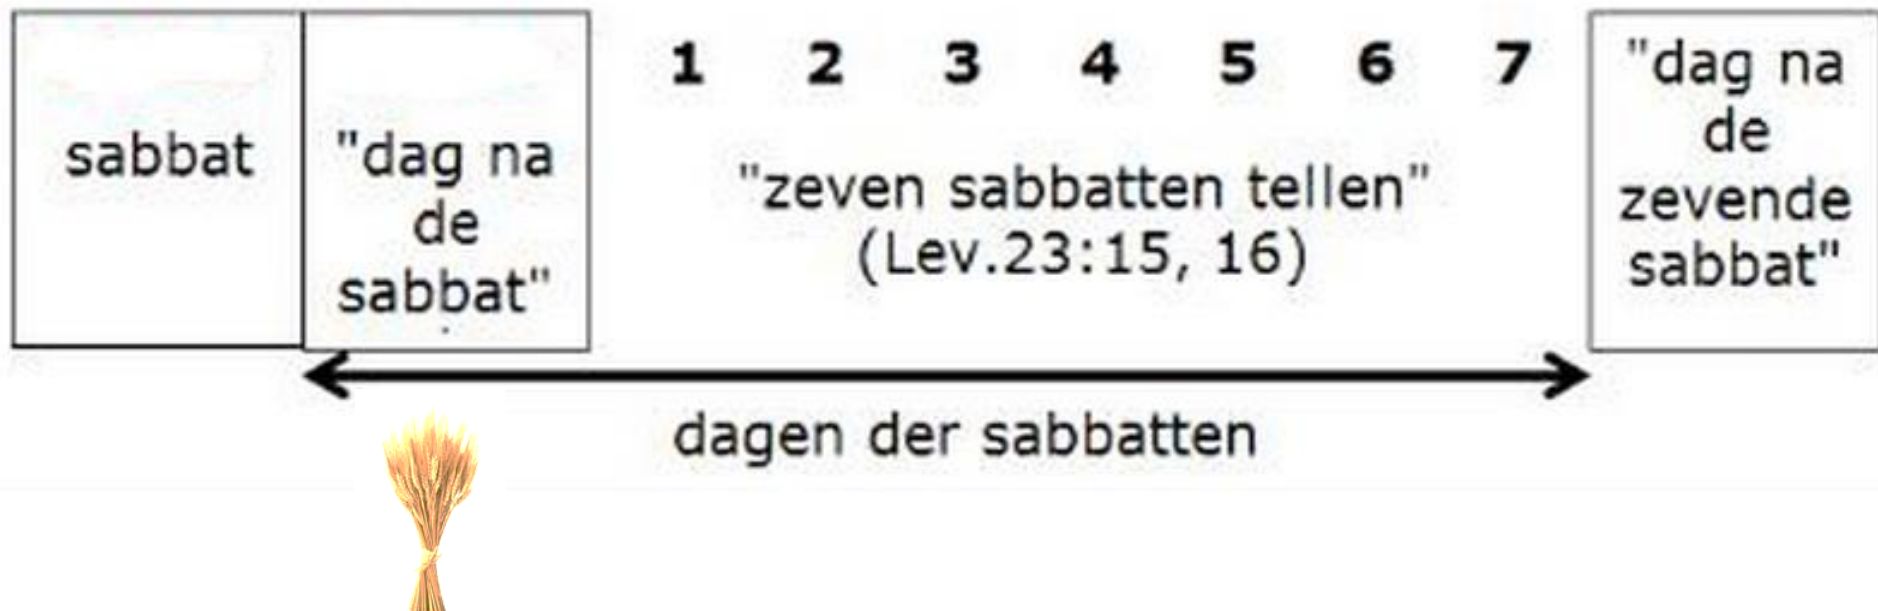 sabbat
"dag na
de
sabbat"
1 2 3 4 5 6 7
"zeven sabbatten tellen"
(Lev.23:15, 16)
"dag na
de
zevende
sabbat"
dagen der sabbatten